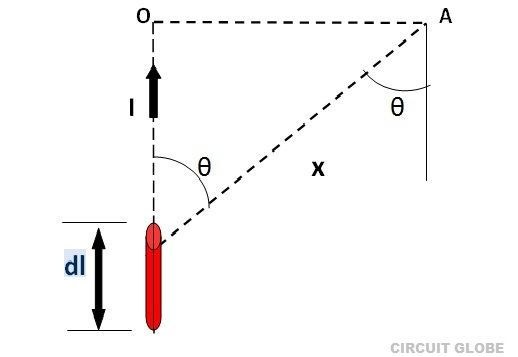 O A
I
θ θ
x
dl
CIRCUIT GLOBE